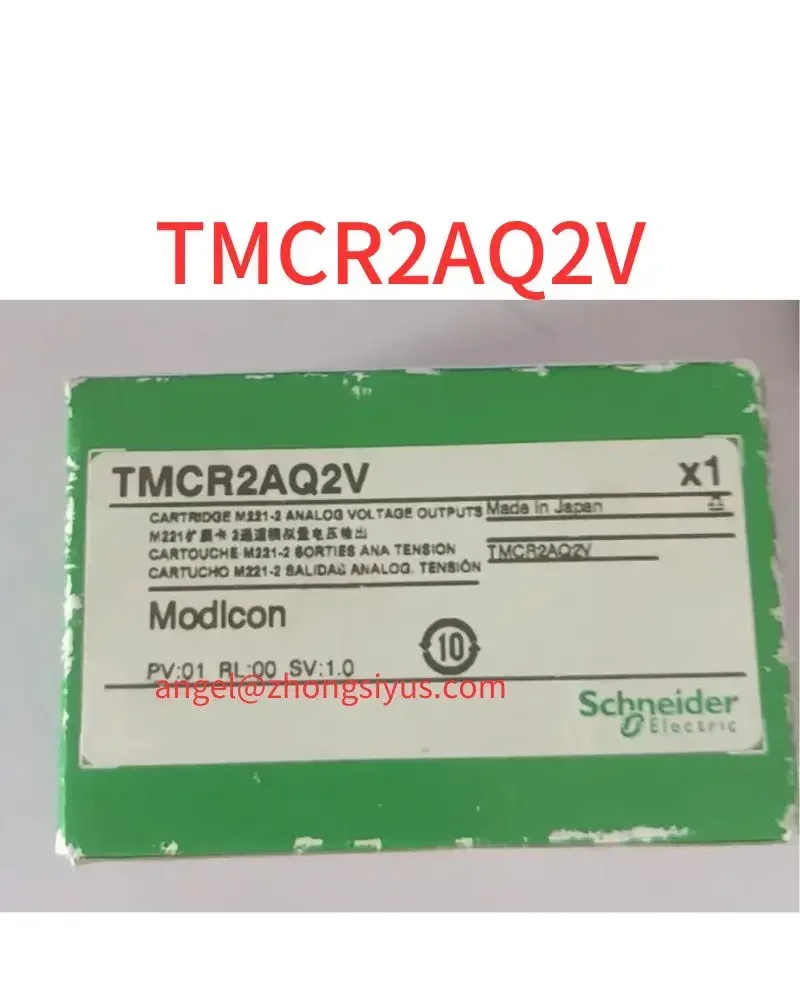 TMCR2AQ2V
TMCR2AQ2V x1
CARTRIDGE M221-2 ANALOG VOLTAGE OUTPUTS Made in Japan
M221扩展卡 2通道模拟量电压输出
CARTOUCHE M221-2 SORTIES ANA TENSION TMCR2AQ2V
CARTUCHO M221-2 SALIDAS ANALOG. TENSIÓN
Modicon
10
PV:01 RL:00 SV:1.0
angel@zhongsiyus.com
Schneider
Electric